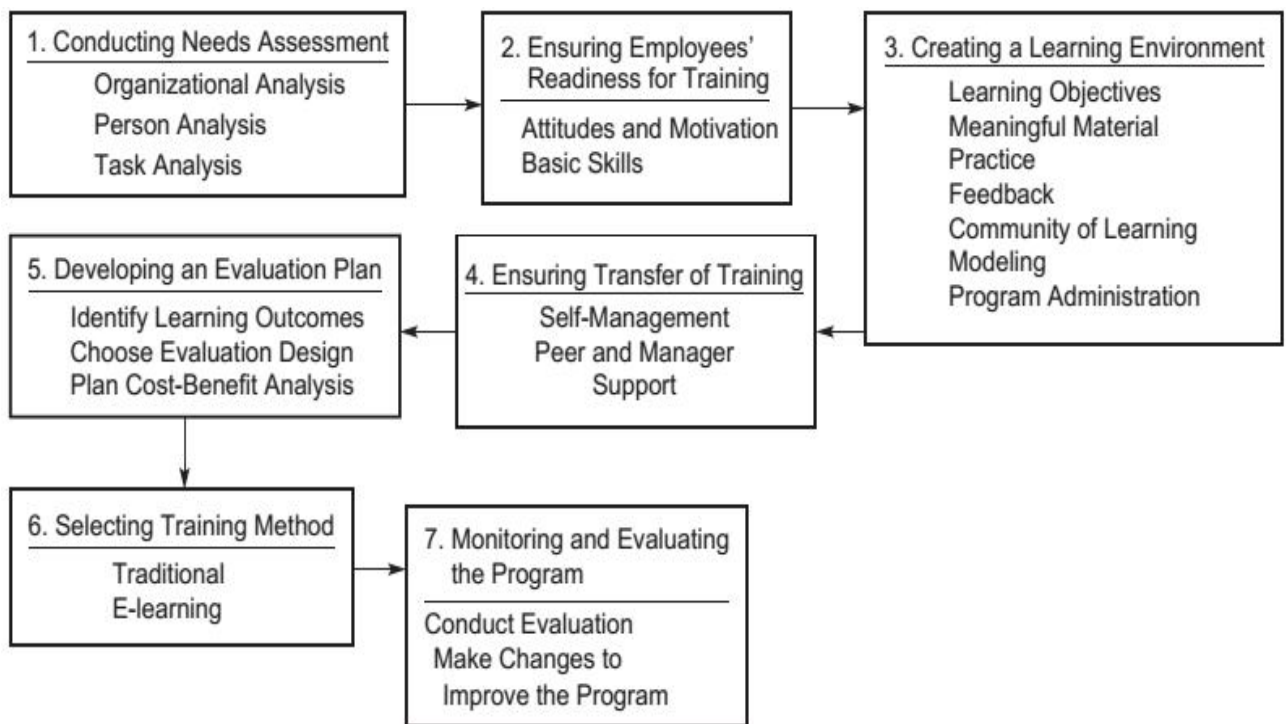 1. Conducting Needs Assessment
Organizational Analysis
Person Analysis
Task Analysis
2. Ensuring Employees’
Readiness for Training
Attitudes and Motivation
Basic Skills
3. Creating a Learning Environment
Learning Objectives
Meaningful Material
Practice
Feedback
Community of Learning
Modeling
Program Administration
4. Ensuring Transfer of Training
Self-Management
Peer and Manager
Support
5. Developing an Evaluation Plan
Identify Learning Outcomes
Choose Evaluation Design
Plan Cost-Benefit Analysis
6. Selecting Training Method
Traditional
E-learning
7. Monitoring and Evaluating
the Program
Conduct Evaluation
Make Changes to
Improve the Program